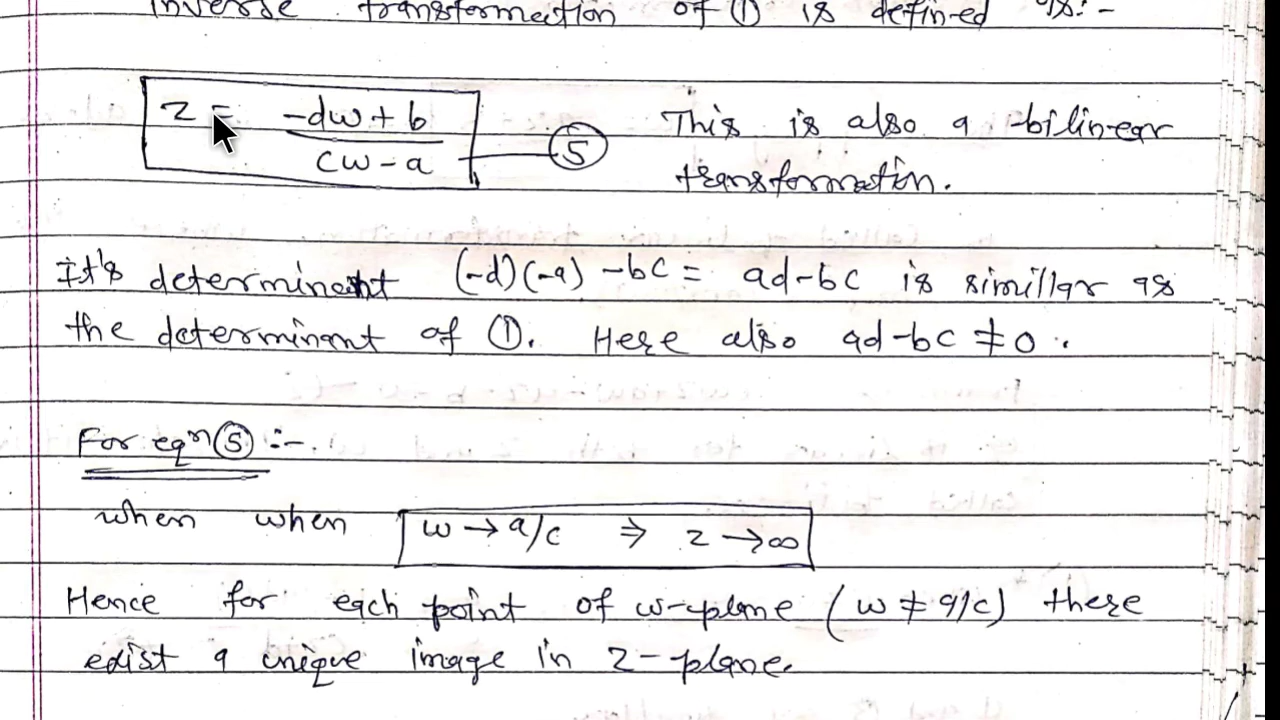 inverse transformation of ① is defined as:-
z = (-dw + b)/(cw - a) — ⑤ This is also a bilinear
transformation.
It's determinant (-d)(-a) - bc = ad-bc is simillar as
the determinant of ①. Here also ad-bc ≠ 0.
For eqⁿ ⑤ :-.
when when w → a/c ⇒ z → ∞
Hence for each point of w-plane (w ≠ a/c) there
exist a unique image in z-plane.